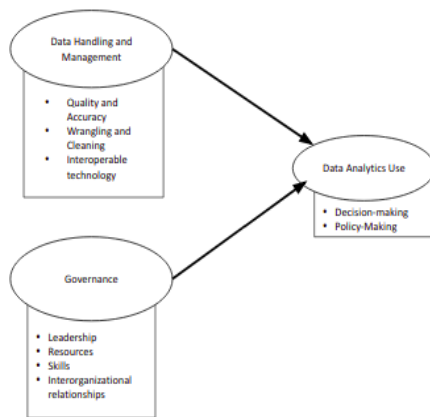 Data Handling and
Management
• Quality and
Accuracy
• Wrangling and
Cleaning
• Interoperable
technology
Data Analytics Use
• Decision-making
• Policy-Making
Governance
• Leadership
• Resources
• Skills
• Interorganizational
relationships